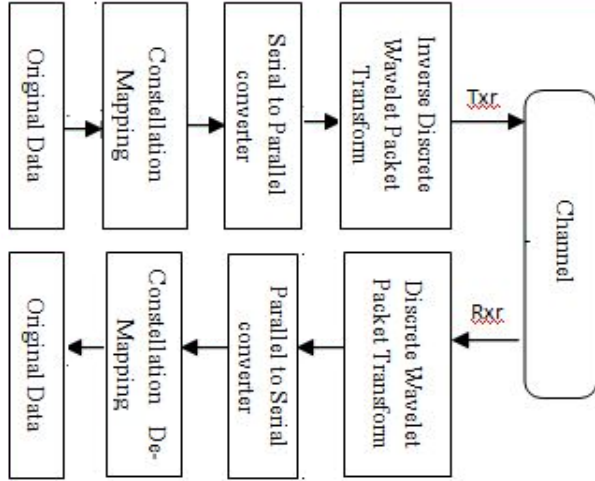 Original Data
Constellation
Mapping
Serial to Parallel
converter
Inverse Discrete
Wavelet Packet
Transform
Txr
Channel
Rxr
Discrete Wavelet
Packet Transform
Parallel to Serial
converter
Constellation De-
Mapping
Original Data